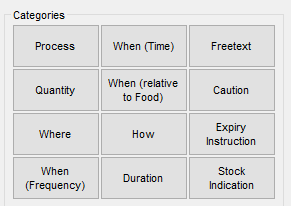 Categories
Process
When (Time)
Freetext
Quantity
When (relative
to Food)
Caution
Where
How
Expiry
Instruction
When
(Frequency)
Duration
Stock
Indication